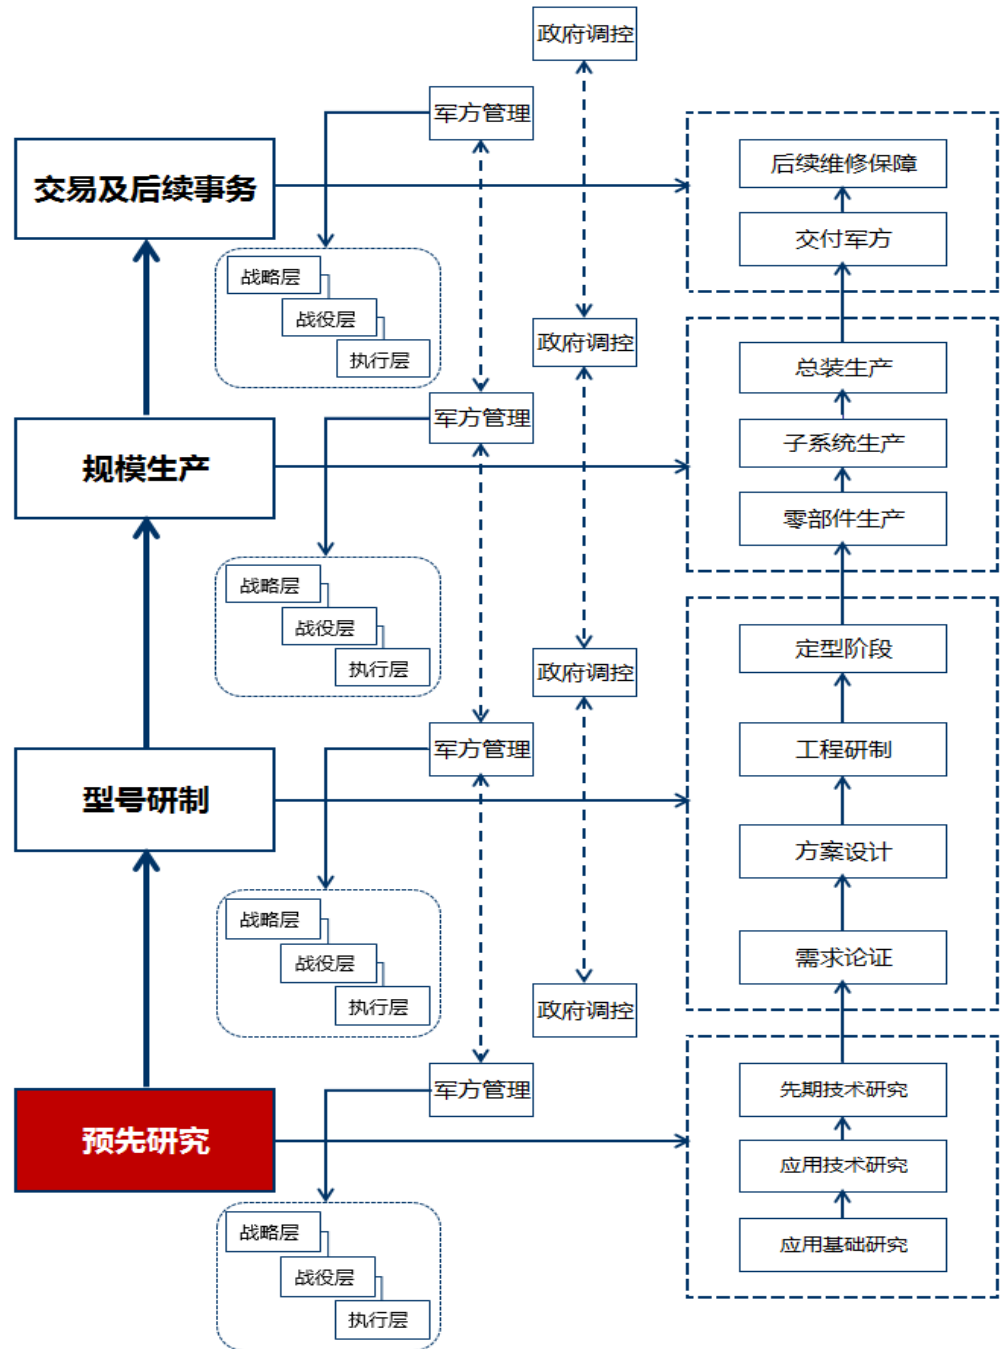 政府调控
军方管理
交易及后续事务
后续维修保障
交付军方
战略层
战役层
执行层
政府调控
总装生产
军方管理
子系统生产
规模生产
零部件生产
战略层
战役层
执行层
定型阶段
政府调控
军方管理
工程研制
型号研制
方案设计
战略层
战役层
需求论证
执行层
政府调控
军方管理
先期技术研究
预先研究
应用技术研究
战略层
应用基础研究
战役层
执行层